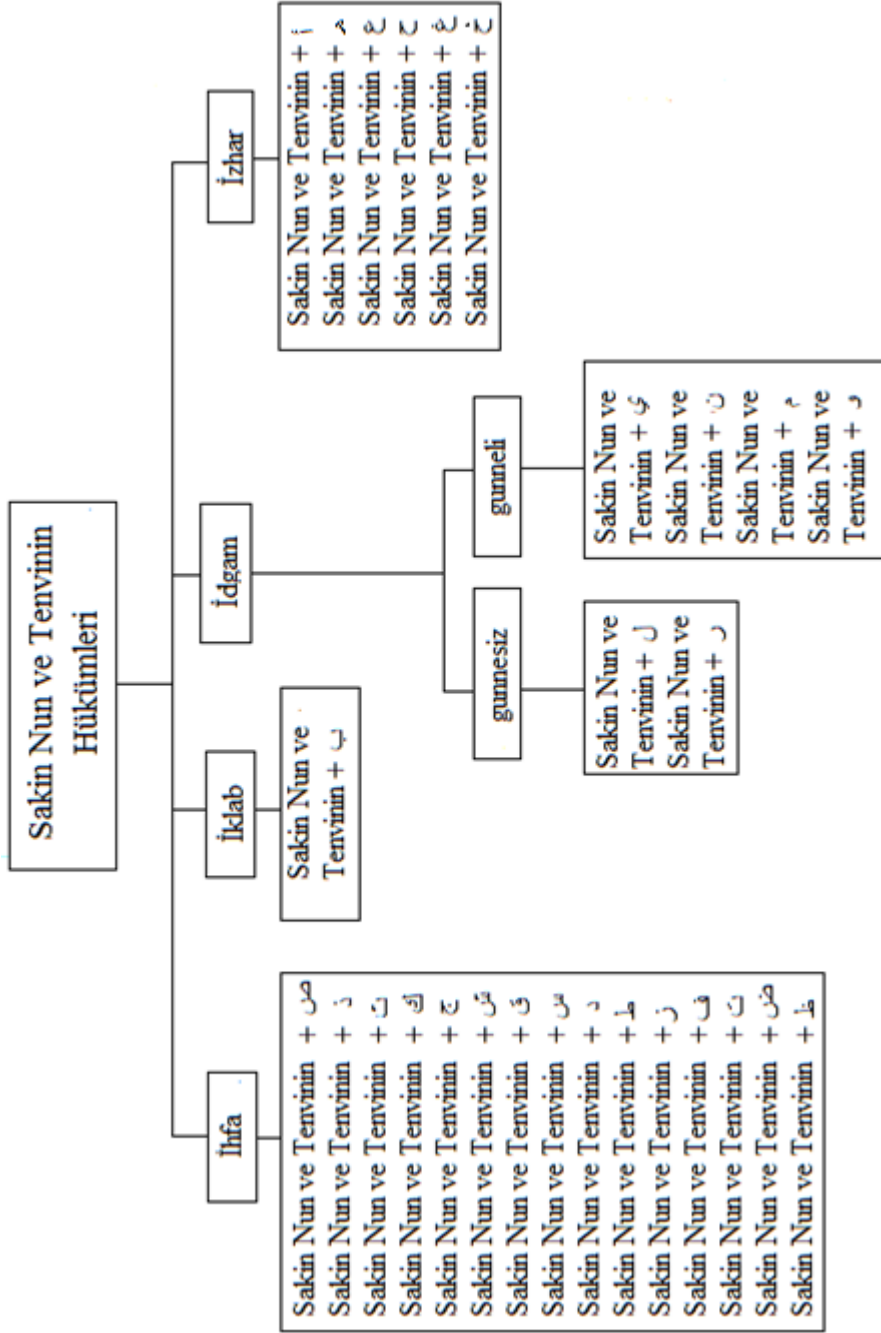 Sakin Nun ve Tenvinin
Hükümleri
İhfa
Sakin Nun ve Tenvinin + ص
Sakin Nun ve Tenvinin + ذ
Sakin Nun ve Tenvinin + ث
Sakin Nun ve Tenvinin + ك
Sakin Nun ve Tenvinin + ج
Sakin Nun ve Tenvinin + ش
Sakin Nun ve Tenvinin + ق
Sakin Nun ve Tenvinin + س
Sakin Nun ve Tenvinin + د
Sakin Nun ve Tenvinin + ط
Sakin Nun ve Tenvinin + ز
Sakin Nun ve Tenvinin + ف
Sakin Nun ve Tenvinin + ت
Sakin Nun ve Tenvinin + ض
Sakin Nun ve Tenvinin + ظ
İklab
Sakin Nun ve
Tenvinin + ب
İdgam
gunnesiz
Sakin Nun ve
Tenvinin + ل
Sakin Nun ve
Tenvinin + ر
gunneli
Sakin Nun ve
Tenvinin + ي
Sakin Nun ve
Tenvinin + ن
Sakin Nun ve
Tenvinin + م
Sakin Nun ve
Tenvinin + و
İzhar
Sakin Nun ve Tenvinin + أ
Sakin Nun ve Tenvinin + ه
Sakin Nun ve Tenvinin + ع
Sakin Nun ve Tenvinin + ح
Sakin Nun ve Tenvinin + غ
Sakin Nun ve Tenvinin + خ